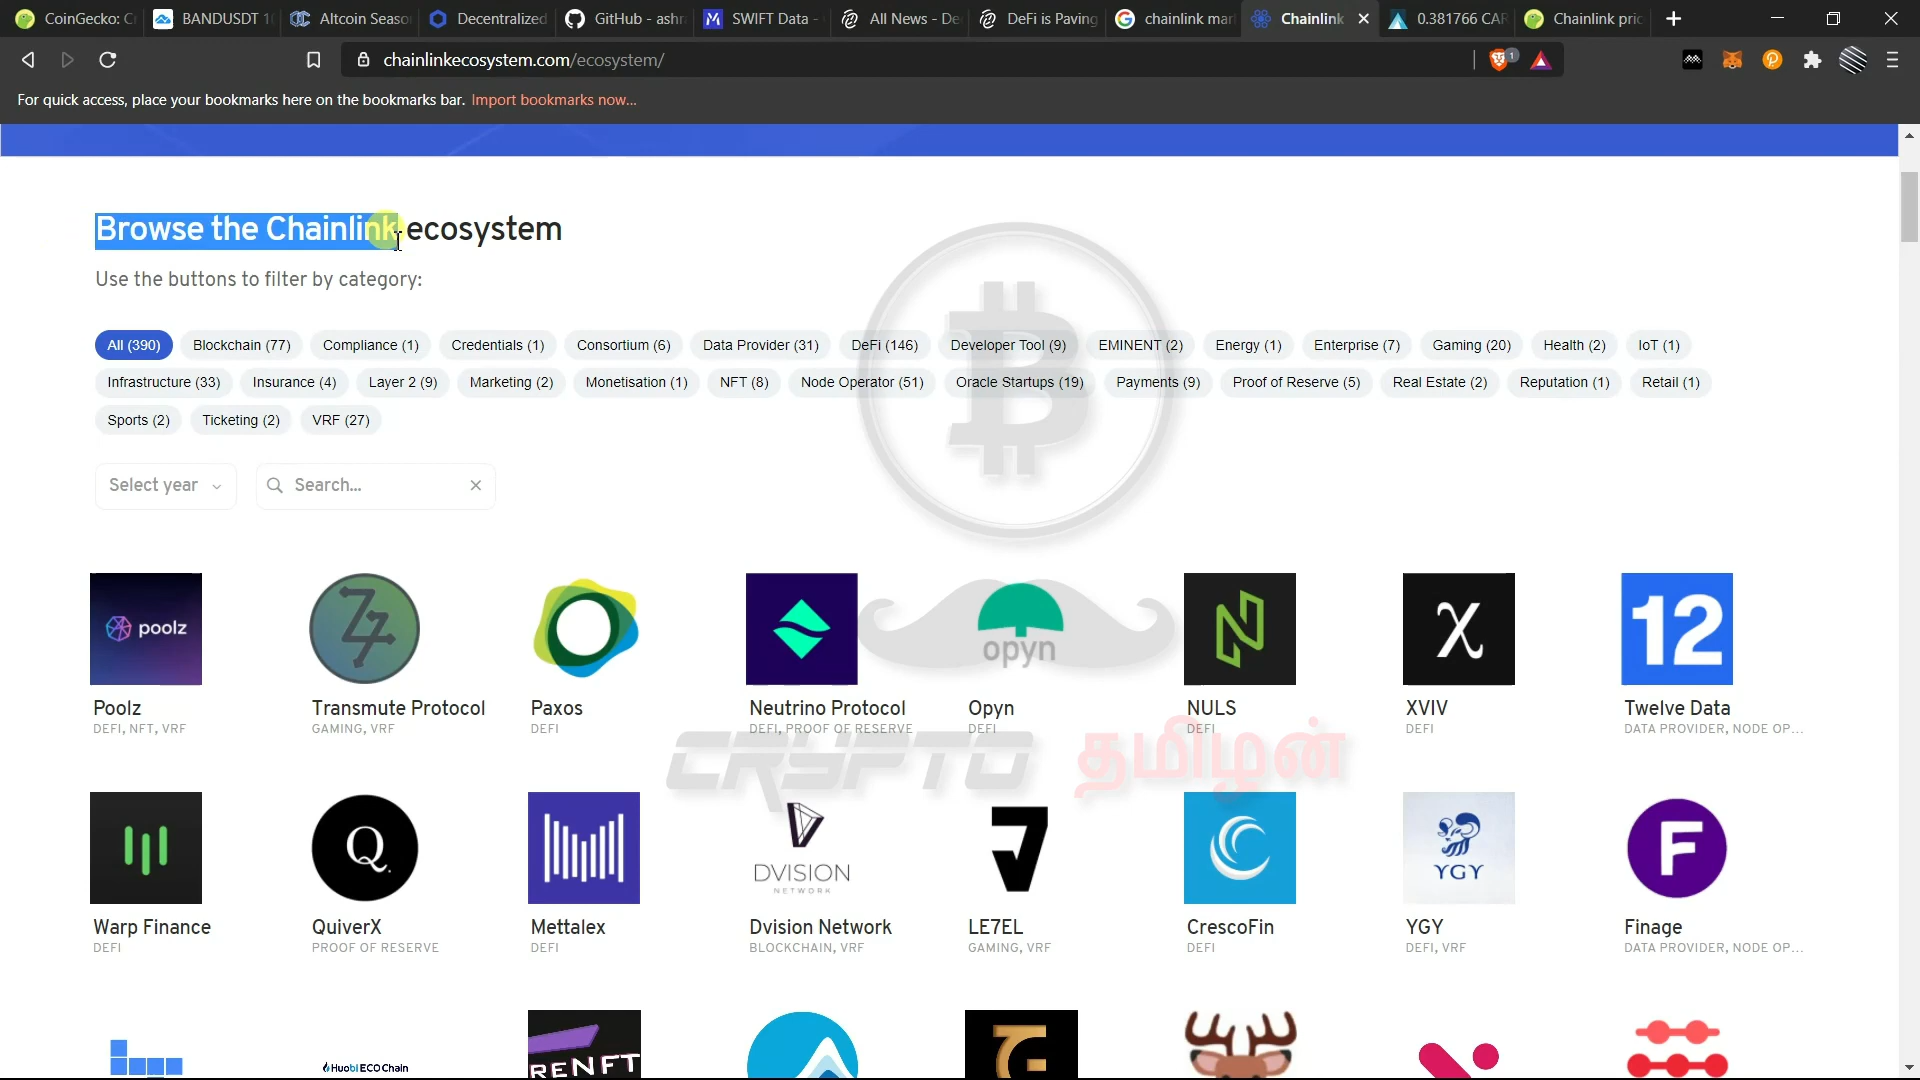 CoinGecko: C
BANDUSDT 1
Altcoin Seaso
Decentralized
GitHub - ashr
SWIFT Data -
All News - De
DeFi is Paving
chainlink mar
Chainlink
0.381766 CAR
Chainlink pric
chainlinkecosystem.com/ecosystem/
1
For quick access, place your bookmarks here on the bookmarks bar. Import bookmarks now...
Browse the Chainlink ecosystem
Use the buttons to filter by category:
All (390) Blockchain (77) Compliance (1) Credentials (1) Consortium (6) Data Provider (31) DeFi (146) Developer Tool (9) EMINENT (2) Energy (1) Enterprise (7) Gaming (20) Health (2) IoT (1)
Infrastructure (33) Insurance (4) Layer 2 (9) Marketing (2) Monetisation (1) NFT (8) Node Operator (51) Oracle Startups (19) Payments (9) Proof of Reserve (5) Real Estate (2) Reputation (1) Retail (1)
Sports (2) Ticketing (2) VRF (27)
Select year
Search...
poolz
opyn
12
Poolz
DEFI, NFT, VRF
Transmute Protocol
GAMING, VRF
Paxos
DEFI
Neutrino Protocol
DEFI, PROOF OF RESERVE
Opyn
DEFI
NULS
DEFI
XVIV
DEFI
Twelve Data
DATA PROVIDER, NODE OP...
CRYPTO தமிழன்
Q.
DVISION
NETWORK
YGY
F
Warp Finance
DEFI
QuiverX
PROOF OF RESERVE
Mettalex
DEFI
Dvision Network
BLOCKCHAIN, VRF
LE7EL
GAMING, VRF
CrescoFin
DEFI
YGY
DEFI, VRF
Finage
DATA PROVIDER, NODE OP...
Huobi ECO Chain
RENFT